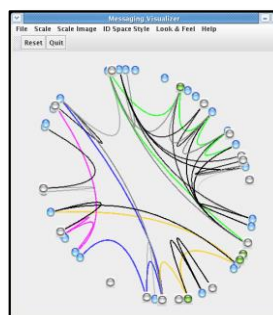 Messaging Visualizer
File Scale Scale Image ID Space Style Look & Feel Help
Reset Quit